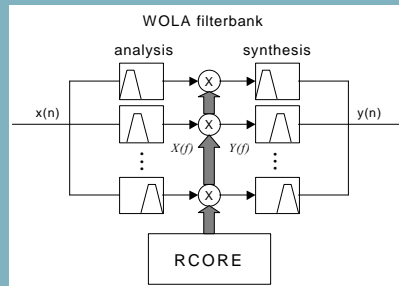 WOLA filterbank
analysis synthesis
X
x(n) y(n)
X
X(f) Y(f)
X
RCORE